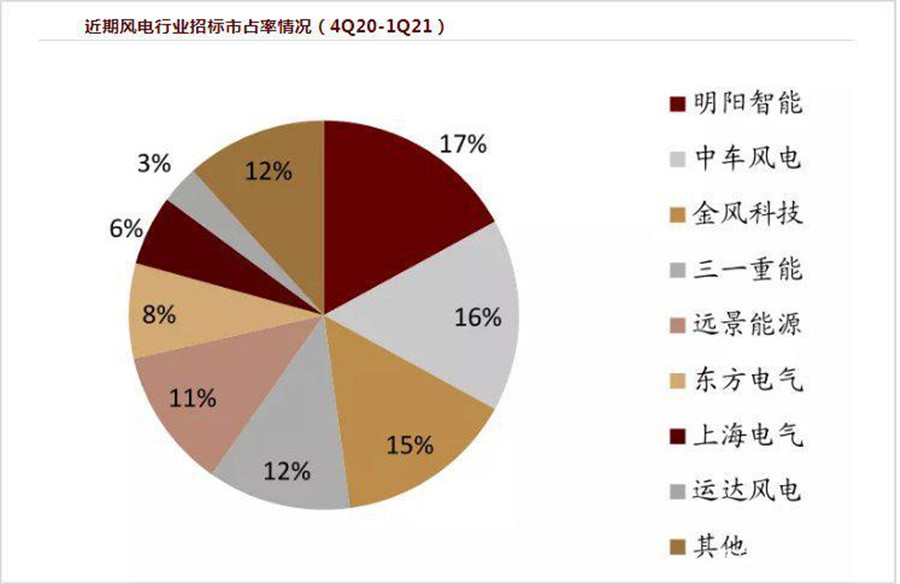 近期风电行业招标市占率情况（4Q20-1Q21）
17%
16%
15%
12%
11%
8%
6%
3%
12%
明阳智能
中车风电
金风科技
三一重能
远景能源
东方电气
上海电气
运达风电
其他